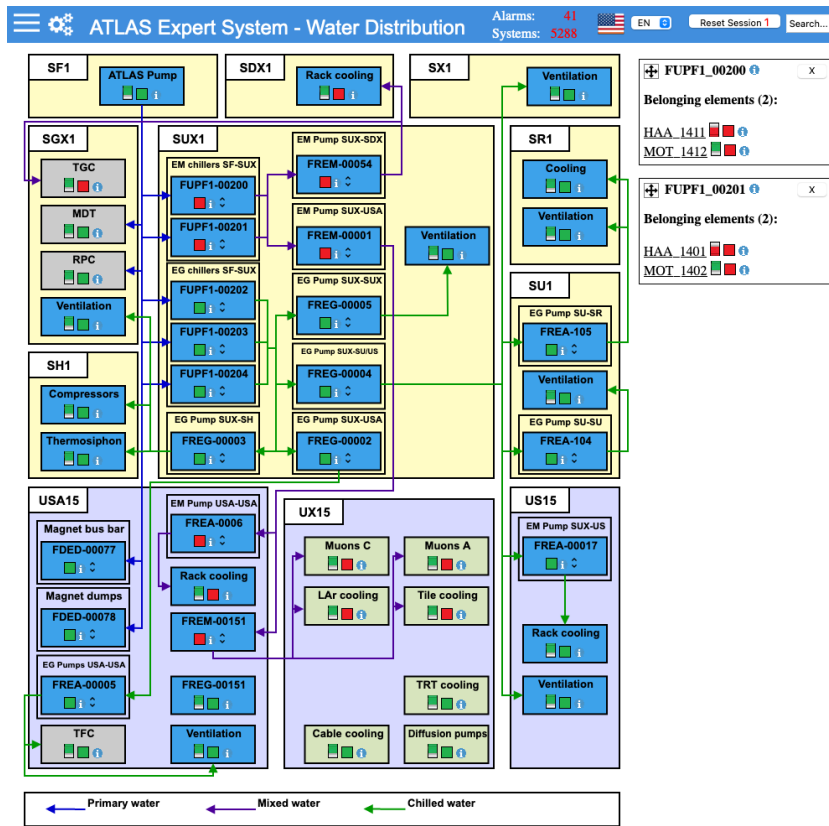 ATLAS Expert System - Water Distribution
Alarms: 41
Systems: 5288
EN
Reset Session 1
Search...
SF1
ATLAS Pump
SDX1
Rack cooling
SX1
Ventilation
SGX1
TGC
MDT
RPC
Ventilation
SUX1
EM chillers SF-SUX
FUPF1-00200
FUPF1-00201
EG chillers SF-SUX
FUPF1-00202
FUPF1-00203
FUPF1-00204
EG Pump SUX-SH
FREG-00003
EM Pump SUX-SDX
FREM-00054
EM Pump SUX-USA
FREM-00001
EG Pump SUX-SUX
FREG-00005
EG Pump SUX-SU/US
FREG-00004
EG Pump SUX-USA
FREG-00002
Ventilation
SR1
Cooling
Ventilation
SU1
EG Pump SU-SR
FREA-105
Ventilation
EG Pump SU-SU
FREA-104
SH1
Compressors
Thermosiphon
USA15
Magnet bus bar
FDED-00077
Magnet dumps
FDED-00078
EG Pumps USA-USA
FREA-00005
TFC
EM Pump USA-USA
FREA-0006
Rack cooling
FREM-00151
FREG-00151
Ventilation
UX15
Muons C
Muons A
LAr cooling
Tile cooling
TRT cooling
Cable cooling
Diffusion pumps
US15
EM Pump SUX-US
FREA-00017
Rack cooling
Ventilation
Primary water
Mixed water
Chilled water
FUPF1_00200
X
Belonging elements (2):
HAA_1411
MOT_1412
FUPF1_00201
X
Belonging elements (2):
HAA_1401
MOT_1402